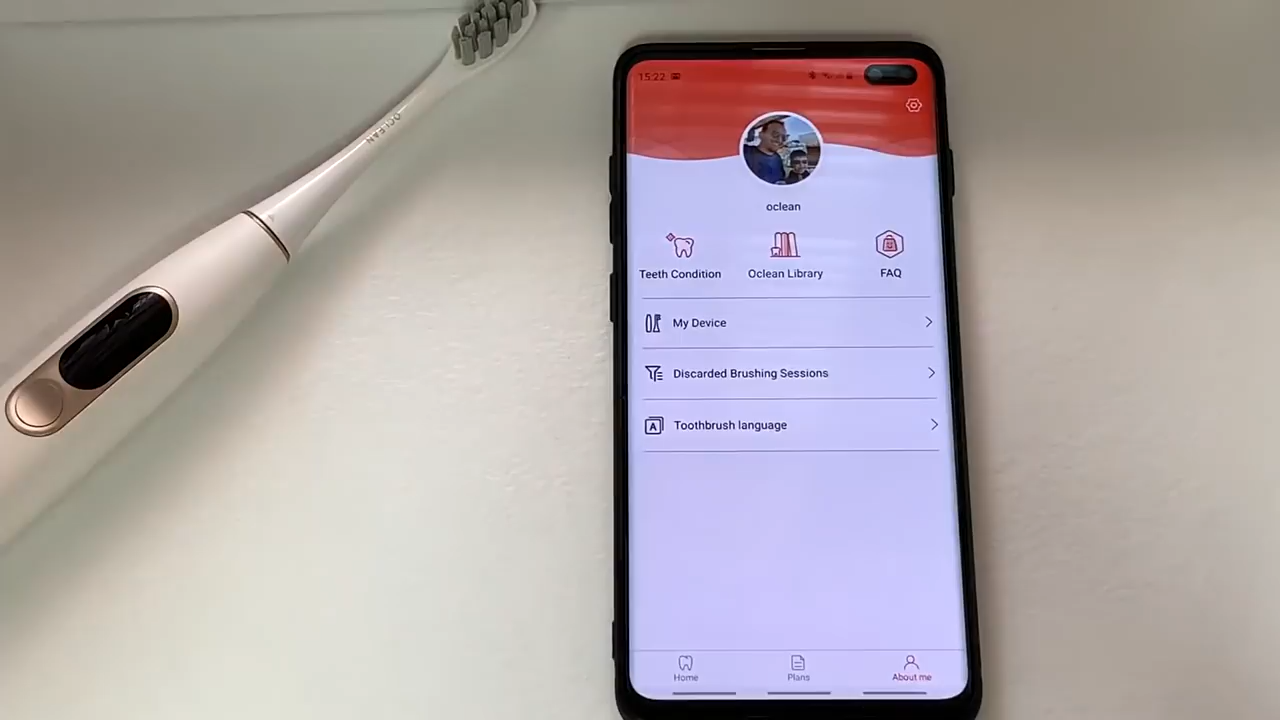 OCLEAN
15:22
oclean
Teeth Condition
Oclean Library
FAQ
My Device
Discarded Brushing Sessions
A Toothbrush language
Home
Plans
About me